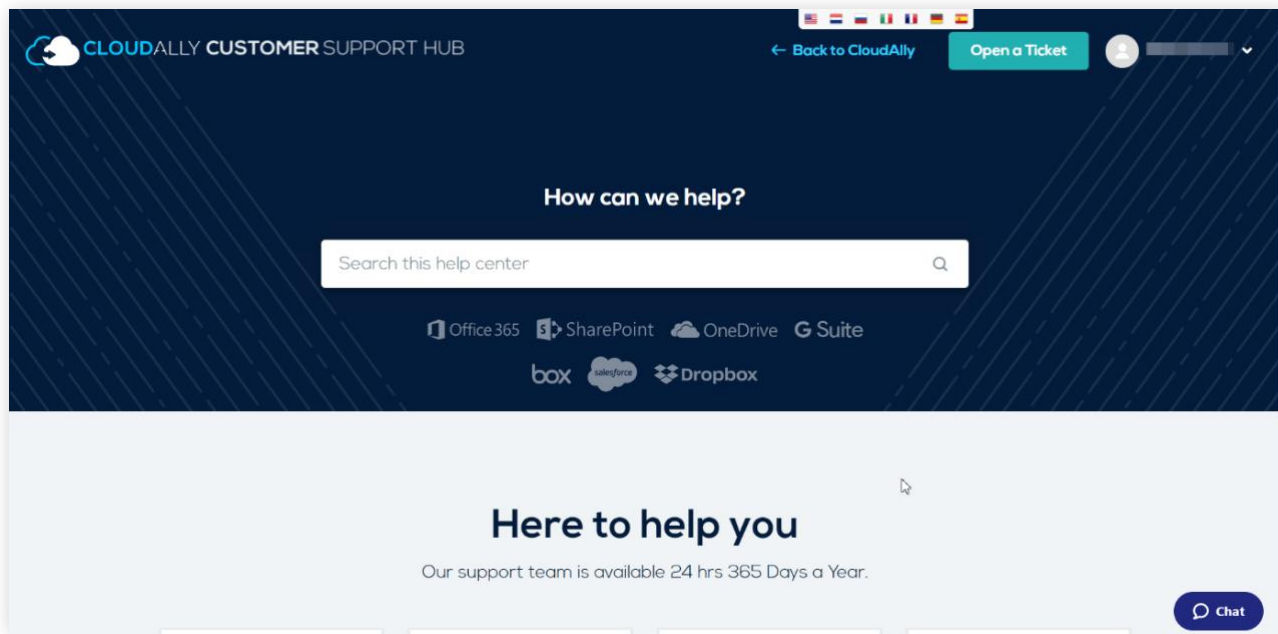 CLOUDALLY CUSTOMER SUPPORT HUB
← Back to CloudAlly
Open a Ticket
How can we help?
Search this help center
Office 365 SharePoint OneDrive G Suite
box salesforce Dropbox
Here to help you
Our support team is available 24 hrs 365 Days a Year.
Chat